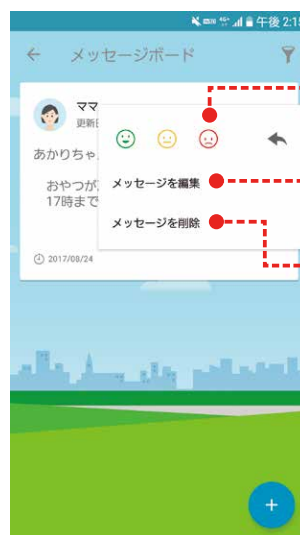 午後 2:15
メッセージボード
ママ
更新日
あかりちゃ
おやつが
17時まで
メッセージを編集
メッセージを削除
2017/08/24
+